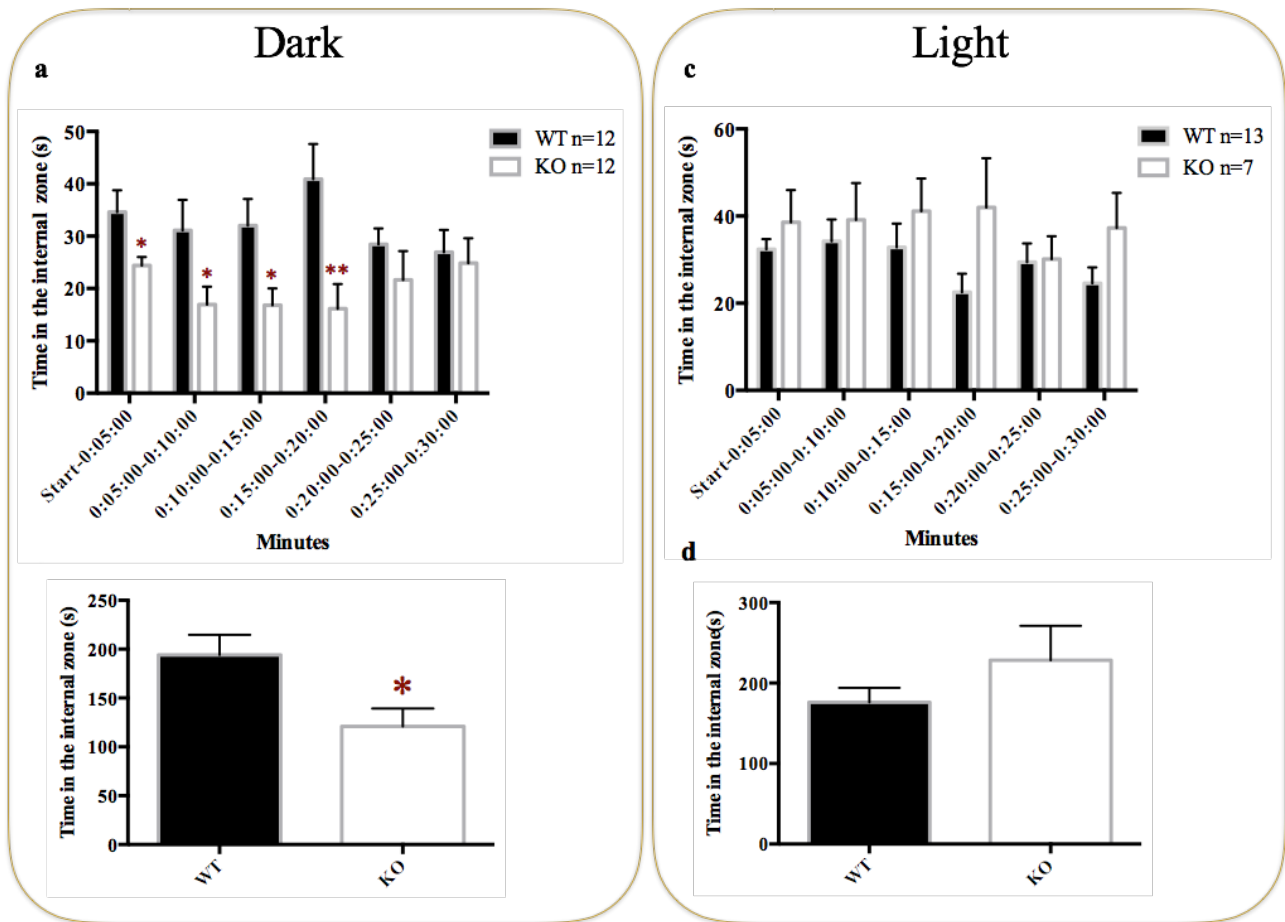 Dark
a
Time in the internal zone (s)
50
40
30
20
10
0
WT n=12
KO n=12
*
*
*
**
Start-0:05:00
0:05:00-0:10:00
0:10:00-0:15:00
0:15:00-0:20:00
0:20:00-0:25:00
0:25:00-0:30:00
Minutes
Time in the internal zone (s)
250
200
150
100
50
0
*
WT
KO
Light
c
Time in the internal zone (s)
60
40
20
0
WT n=13
KO n=7
Start-0:05:00
0:05:00-0:10:00
0:10:00-0:15:00
0:15:00-0:20:00
0:20:00-0:25:00
0:25:00-0:30:00
Minutes
d
Time in the internal zone(s)
300
200
100
0
WT
KO